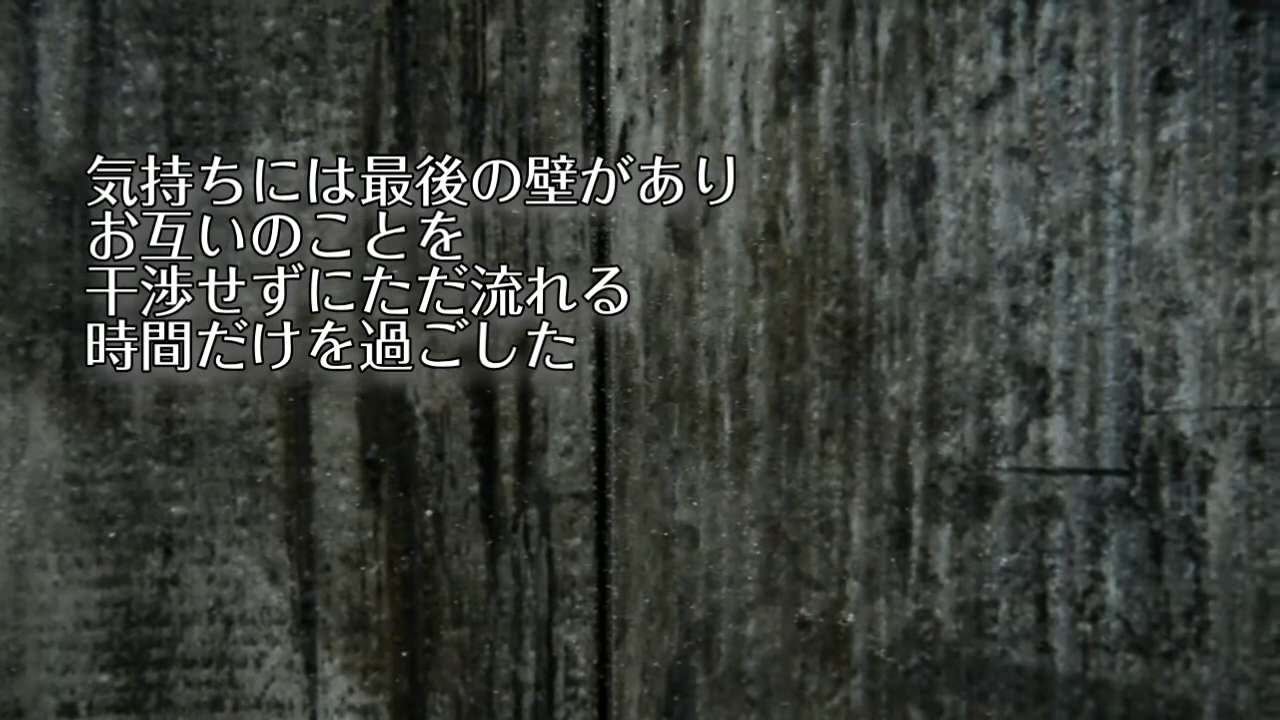 気持ちには最後の壁があり
お互いのことを
干渉せずにただ流れる
時間だけを過ごした